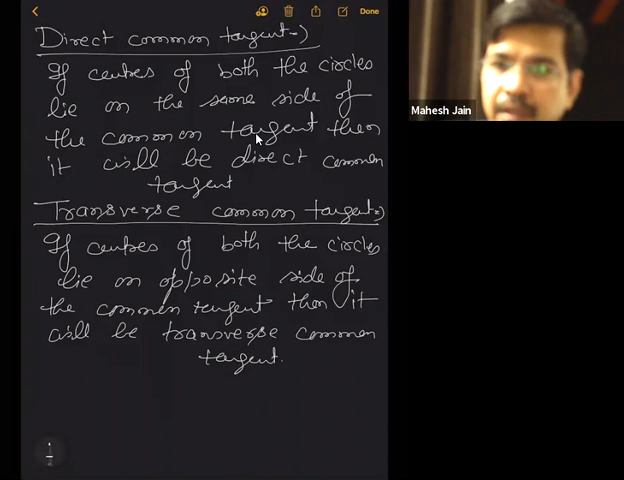 Direct common tangent→)
If centres of both the circles
lie on the same side of
the common tangent then
it will be direct common
tangent
Transverse common tangent=)
If centres of both the circles
lie on opposite side of
the common tangent then it
will be transverse common
tangent.
Done
Mahesh Jain